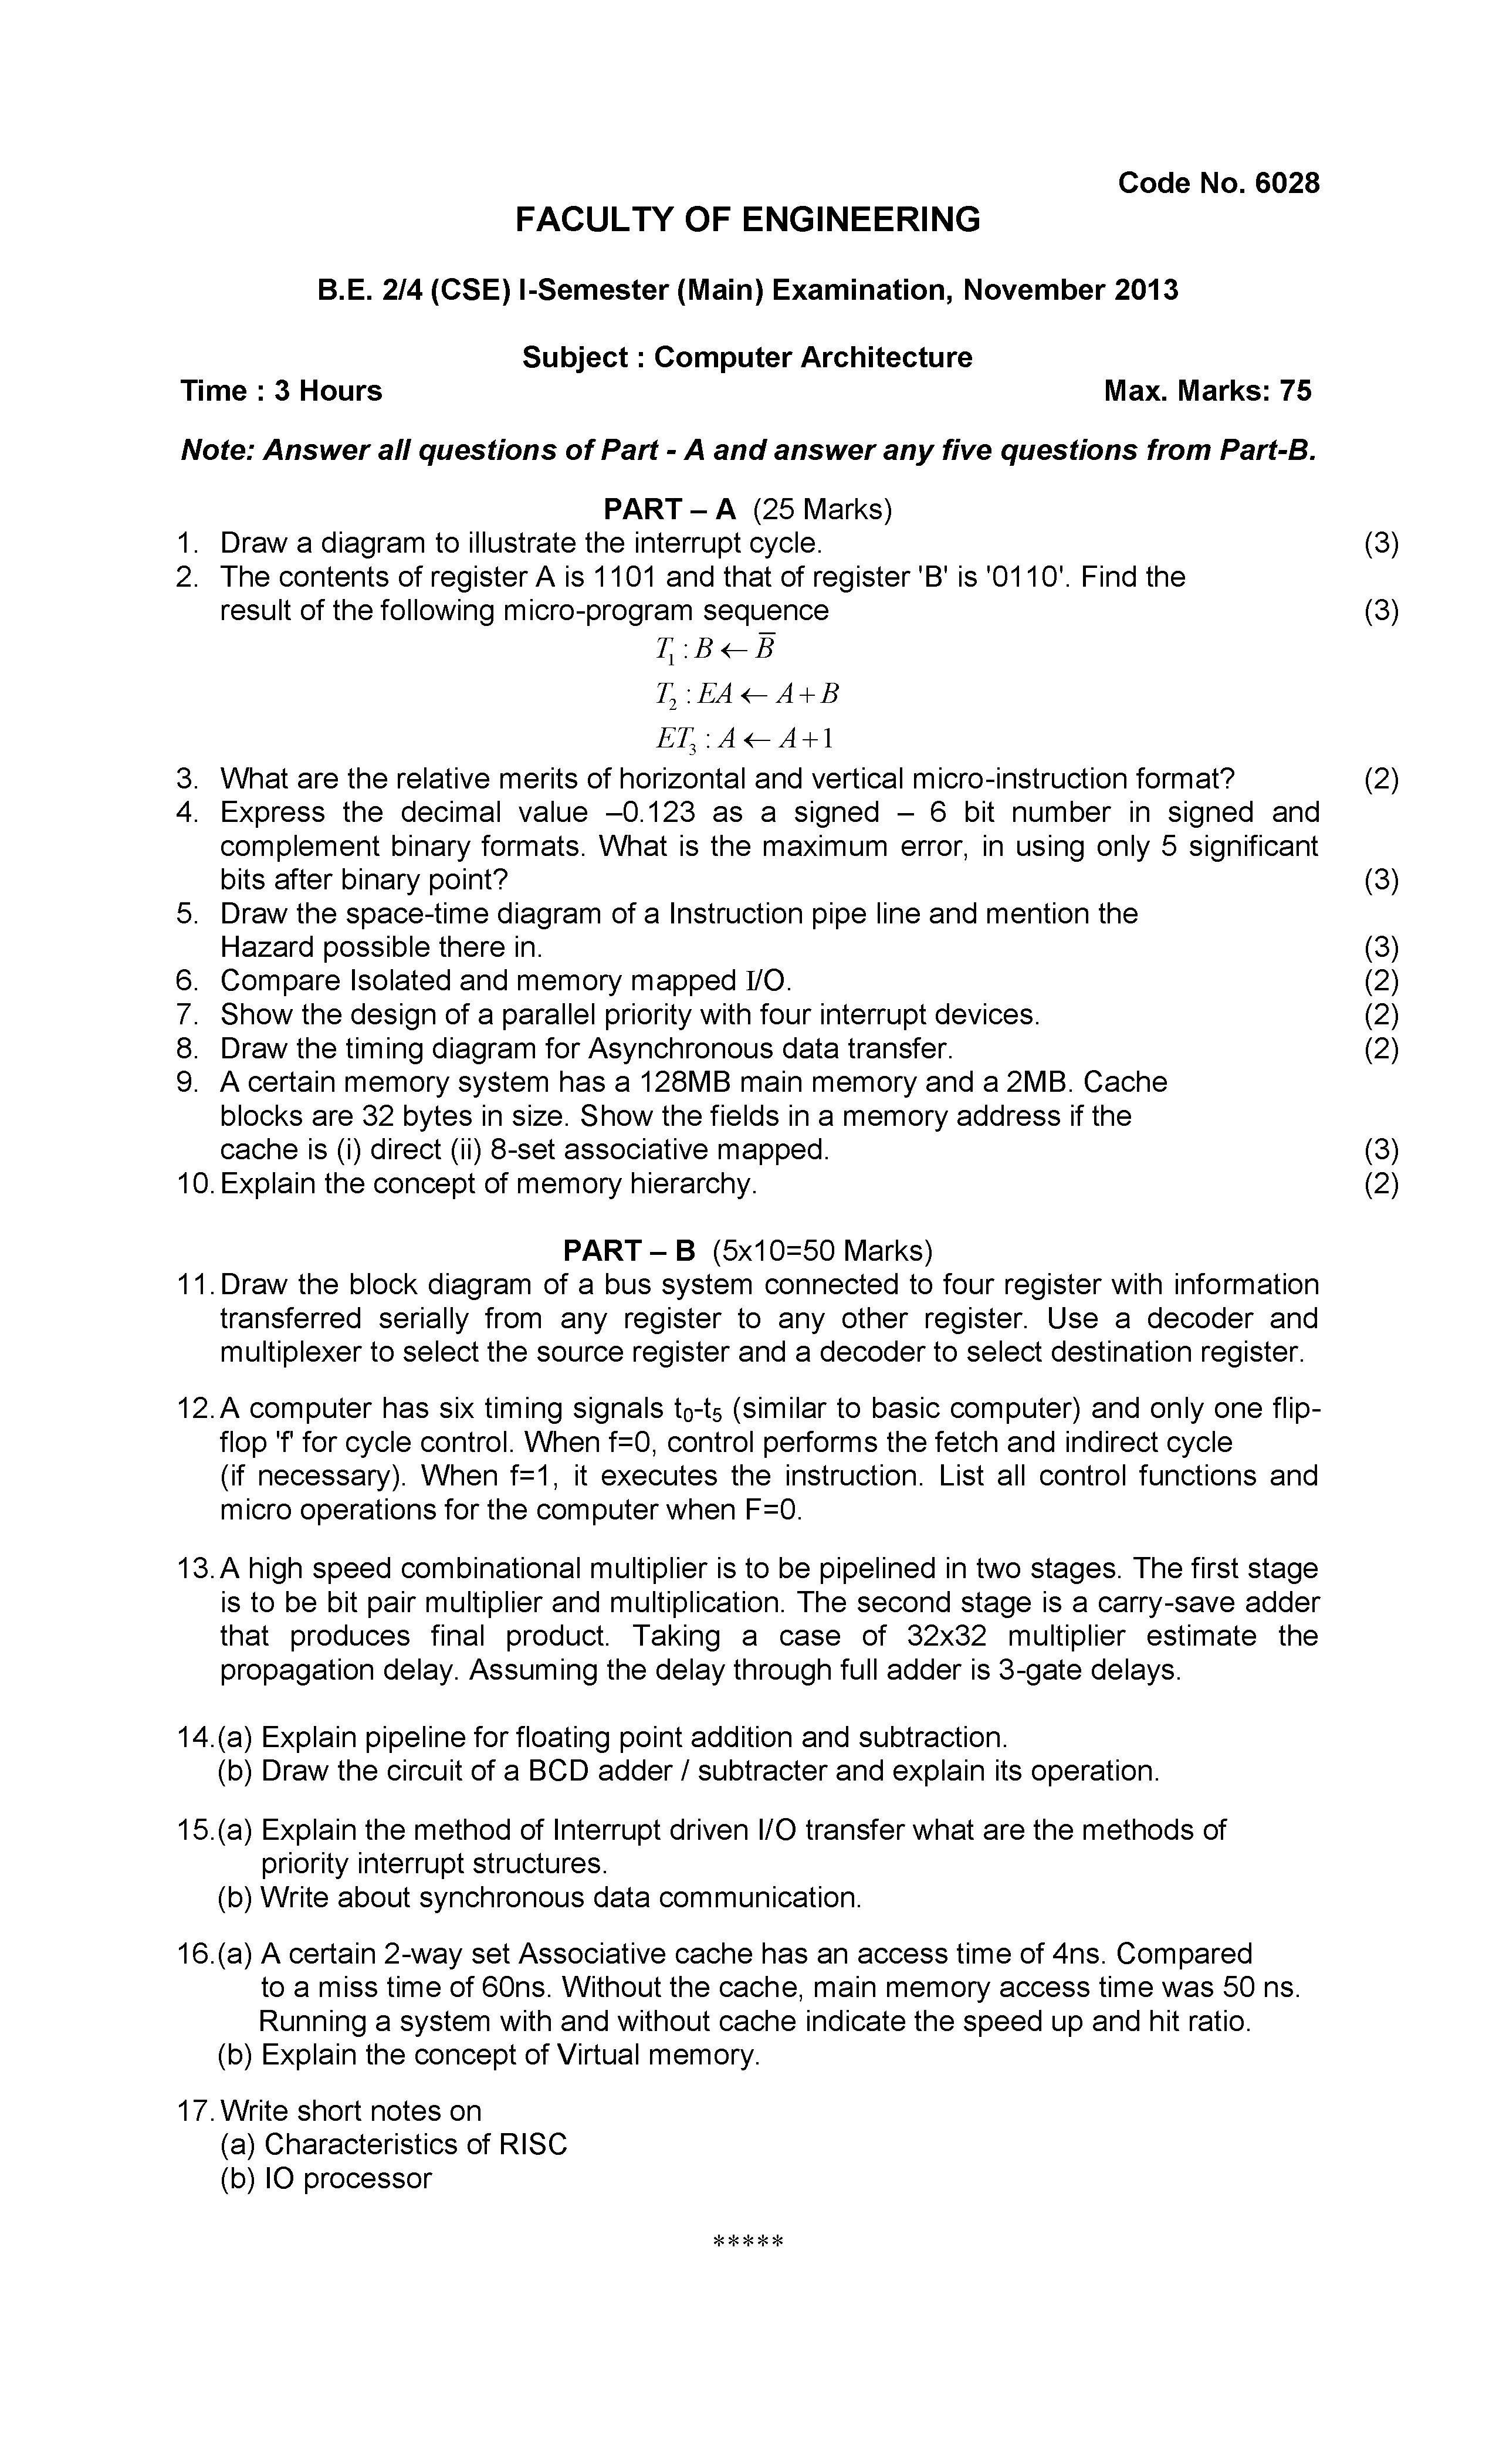 Code No. 6028
FACULTY OF ENGINEERING
B.E. 2/4 (CSE) I-Semester (Main) Examination, November 2013
Subject : Computer Architecture
Time : 3 Hours Max. Marks: 75
Note: Answer all questions of Part - A and answer any five questions from Part-B.
PART – A (25 Marks)
1. Draw a diagram to illustrate the interrupt cycle. (3)
2. The contents of register A is 1101 and that of register 'B' is '0110'. Find the
result of the following micro-program sequence (3)
T₁ : B ← B̅
T₂ : EA ← A + B
ET₃ : A ← A + 1
3. What are the relative merits of horizontal and vertical micro-instruction format? (2)
4. Express the decimal value –0.123 as a signed – 6 bit number in signed and
complement binary formats. What is the maximum error, in using only 5 significant
bits after binary point? (3)
5. Draw the space-time diagram of a Instruction pipe line and mention the
Hazard possible there in. (3)
6. Compare Isolated and memory mapped I/O. (2)
7. Show the design of a parallel priority with four interrupt devices. (2)
8. Draw the timing diagram for Asynchronous data transfer. (2)
9. A certain memory system has a 128MB main memory and a 2MB. Cache
blocks are 32 bytes in size. Show the fields in a memory address if the
cache is (i) direct (ii) 8-set associative mapped. (3)
10. Explain the concept of memory hierarchy. (2)
PART – B (5x10=50 Marks)
11. Draw the block diagram of a bus system connected to four register with information
transferred serially from any register to any other register. Use a decoder and
multiplexer to select the source register and a decoder to select destination register.
12. A computer has six timing signals t₀-t₅ (similar to basic computer) and only one flip-
flop 'f' for cycle control. When f=0, control performs the fetch and indirect cycle
(if necessary). When f=1, it executes the instruction. List all control functions and
micro operations for the computer when F=0.
13. A high speed combinational multiplier is to be pipelined in two stages. The first stage
is to be bit pair multiplier and multiplication. The second stage is a carry-save adder
that produces final product. Taking a case of 32x32 multiplier estimate the
propagation delay. Assuming the delay through full adder is 3-gate delays.
14.(a) Explain pipeline for floating point addition and subtraction.
(b) Draw the circuit of a BCD adder / subtracter and explain its operation.
15.(a) Explain the method of Interrupt driven I/O transfer what are the methods of
priority interrupt structures.
(b) Write about synchronous data communication.
16.(a) A certain 2-way set Associative cache has an access time of 4ns. Compared
to a miss time of 60ns. Without the cache, main memory access time was 50 ns.
Running a system with and without cache indicate the speed up and hit ratio.
(b) Explain the concept of Virtual memory.
17. Write short notes on
(a) Characteristics of RISC
(b) IO processor
*****